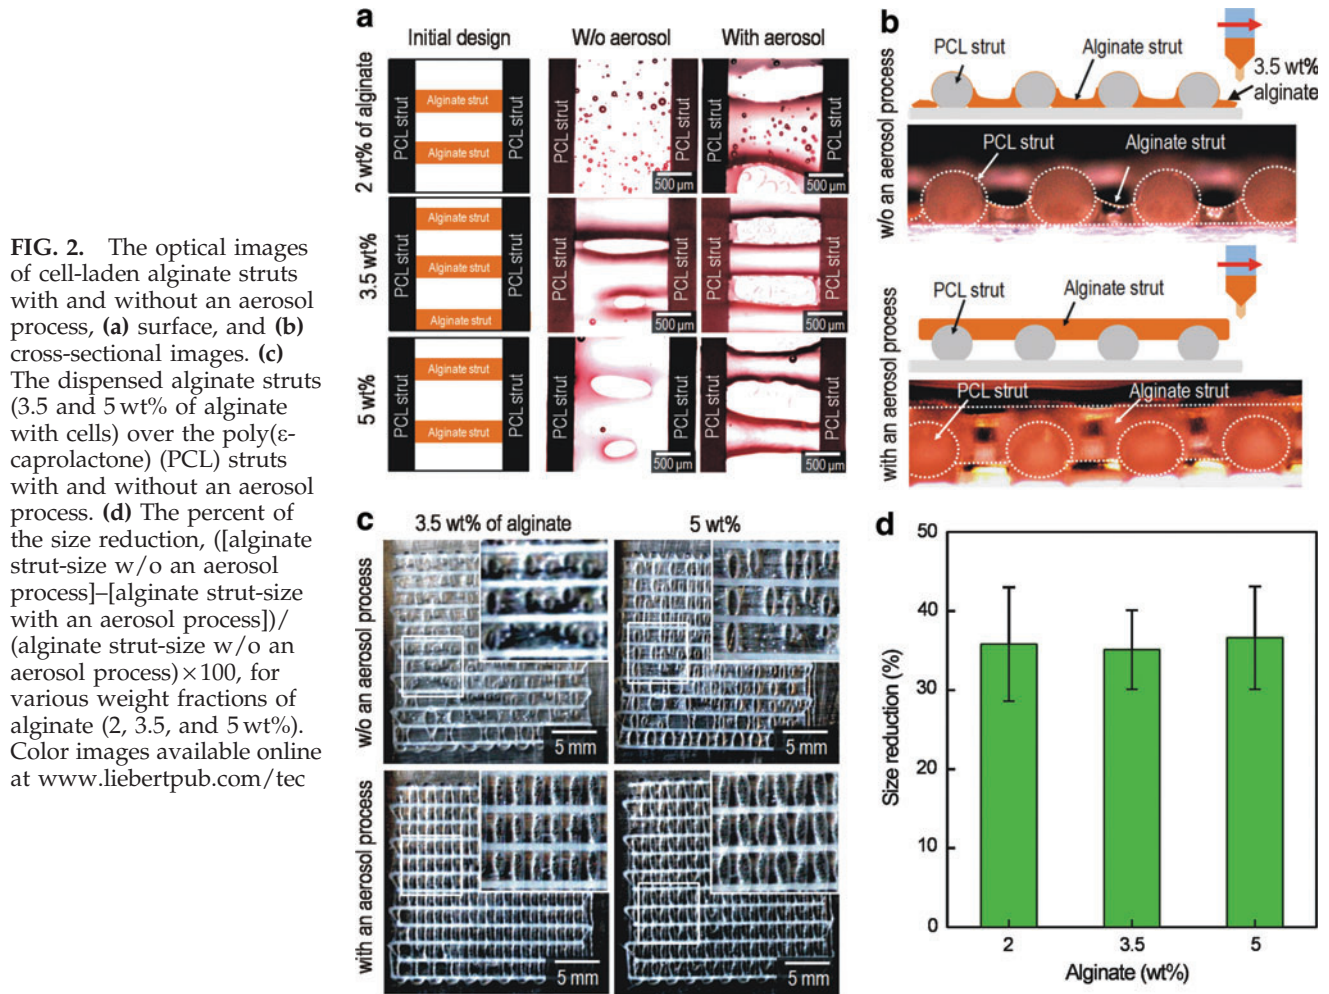 FIG. 2. The optical images
of cell-laden alginate struts
with and without an aerosol
process, (a) surface, and (b)
cross-sectional images. (c)
The dispensed alginate struts
(3.5 and 5 wt% of alginate
with cells) over the poly(ε-
caprolactone) (PCL) struts
with and without an aerosol
process. (d) The percent of
the size reduction, ([alginate
strut-size w/o an aerosol
process]–[alginate strut-size
with an aerosol process])/
(alginate strut-size w/o an
aerosol process)×100, for
various weight fractions of
alginate (2, 3.5, and 5 wt%).
Color images available online
at www.liebertpub.com/tec
a
Initial design
W/o aerosol
With aerosol
2 wt% of alginate
PCL strut
Alginate strut
Alginate strut
PCL strut
PCL strut
PCL strut
500 µm
PCL strut
PCL strut
500 µm
3.5 wt%
PCL strut
Alginate strut
Alginate strut
Alginate strut
PCL strut
PCL strut
PCL strut
500 µm
PCL strut
PCL strut
500 µm
5 wt%
PCL strut
Alginate strut
Alginate strut
PCL strut
PCL strut
PCL strut
500 µm
PCL strut
PCL strut
500 µm
b
w/o an aerosol process
PCL strut
Alginate strut
3.5 wt%
alginate
PCL strut
Alginate strut
with an aerosol process
PCL strut
Alginate strut
PCL strut
Alginate strut
c
3.5 wt% of alginate
5 wt%
w/o an aerosol process
5 mm
5 mm
with an aerosol process
5 mm
5 mm
d
Size reduction (%)
50
40
30
20
10
0
2
3.5
5
Alginate (wt%)